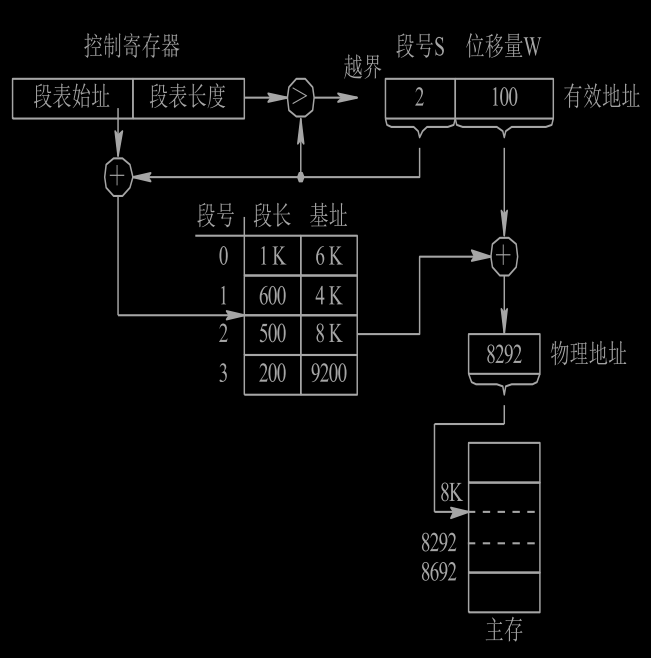 控制寄存器
段号S 位移量W
越界
段表始址 段表长度 > 2 100 有效地址
+
段号 段长 基址
0 1K 6K +
1 600 4K
2 500 8K
8292 物理地址
3 200 9200
8K
8292
8692
主存